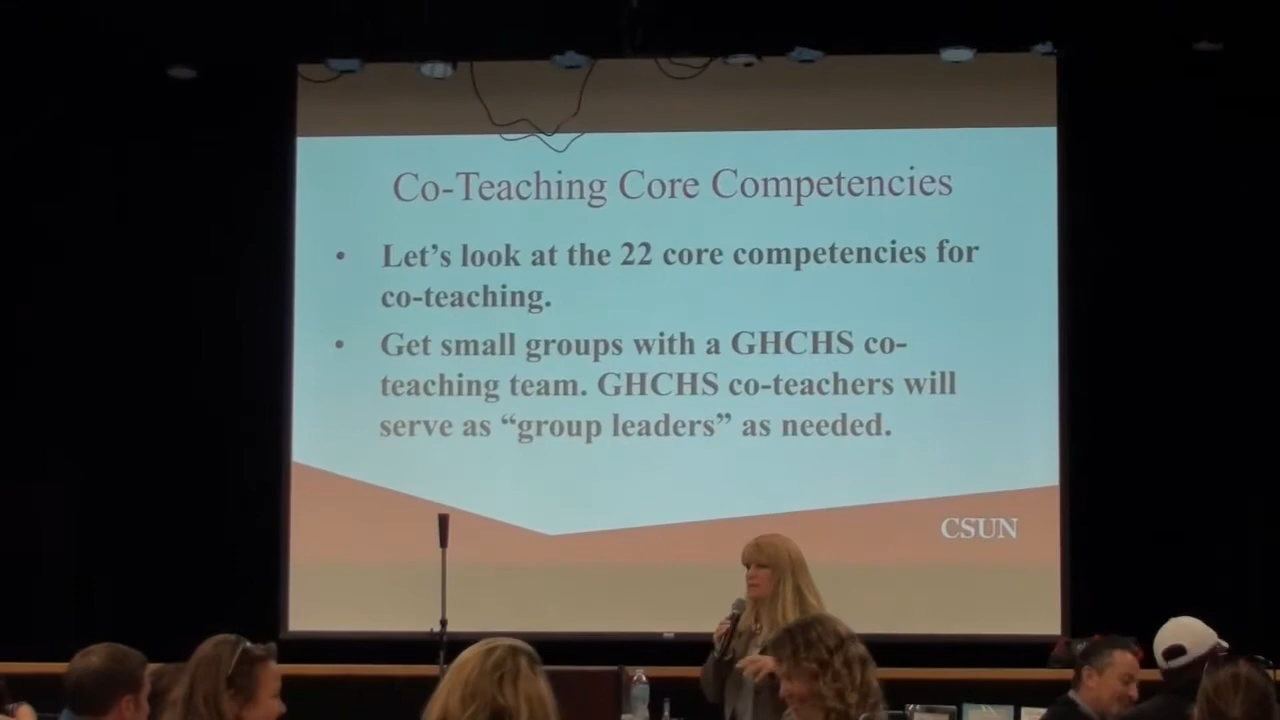 Co-Teaching Core Competencies
• Let’s look at the 22 core competencies for
co-teaching.
• Get small groups with a GHCHS co-
teaching team. GHCHS co-teachers will
serve as “group leaders” as needed.
CSUN